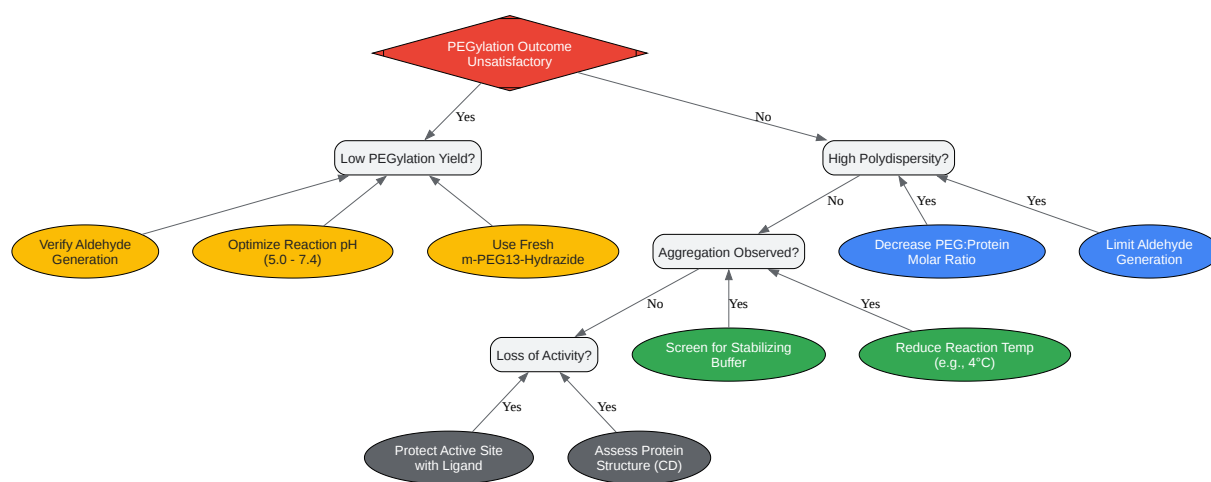 PEGylation Outcome
Unsatisfactory
Yes
No
Low PEGylation Yield?
High Polydispersity?
No
Yes
Yes
Verify Aldehyde
Generation
Optimize Reaction pH
(5.0 - 7.4)
Use Fresh
m-PEG13-Hydrazide
Aggregation Observed?
Decrease PEG:Protein
Molar Ratio
Limit Aldehyde
Generation
No
Yes
Yes
Loss of Activity?
Screen for Stabilizing
Buffer
Reduce Reaction Temp
(e.g., 4°C)
Yes
Yes
Protect Active Site
with Ligand
Assess Protein
Structure (CD)